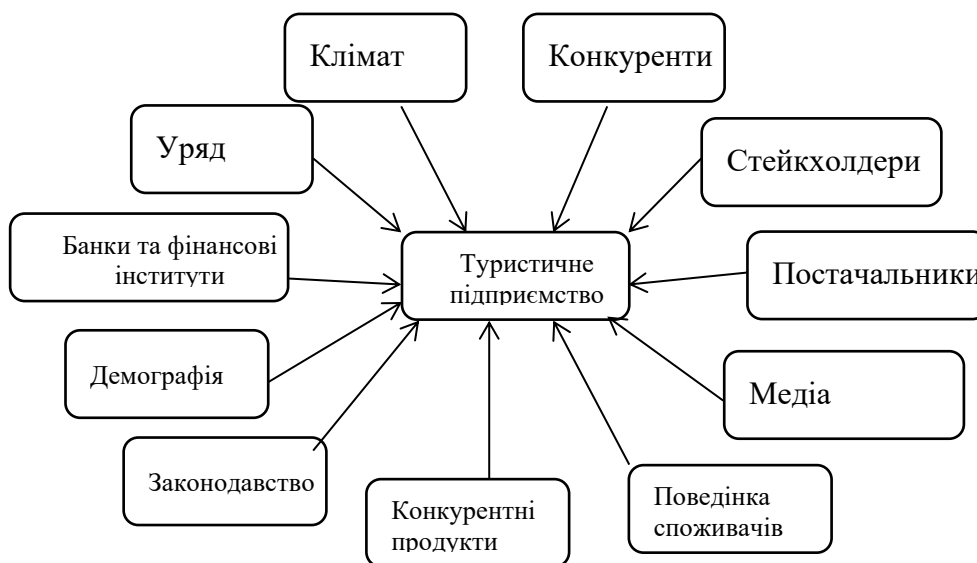 Клімат
Конкуренти
Уряд
Стейкхолдери
Банки та фінансові
інститути
Туристичне
підприємство
Постачальники
Демографія
Медіа
Законодавство
Конкурентні
продукти
Поведінка
споживачів